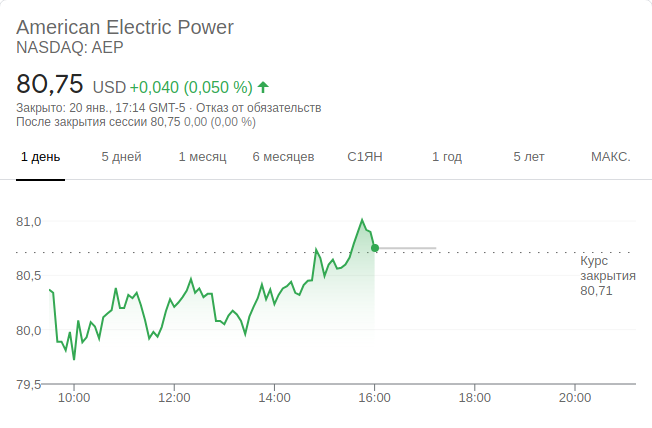 American Electric Power
NASDAQ: AEP
80,75 USD +0,040 (0,050 %)
Закрыто: 20 янв., 17:14 GMT-5 · Отказ от обязательств
После закрытия сессии 80,75 0,00 (0,00 %)
1 день 5 дней 1 месяц 6 месяцев С1ЯН 1 год 5 лет МАКС.
81,0
Курс
закрытия
80,71
80,5
80,0
79,5
10:00 12:00 14:00 16:00 18:00 20:00